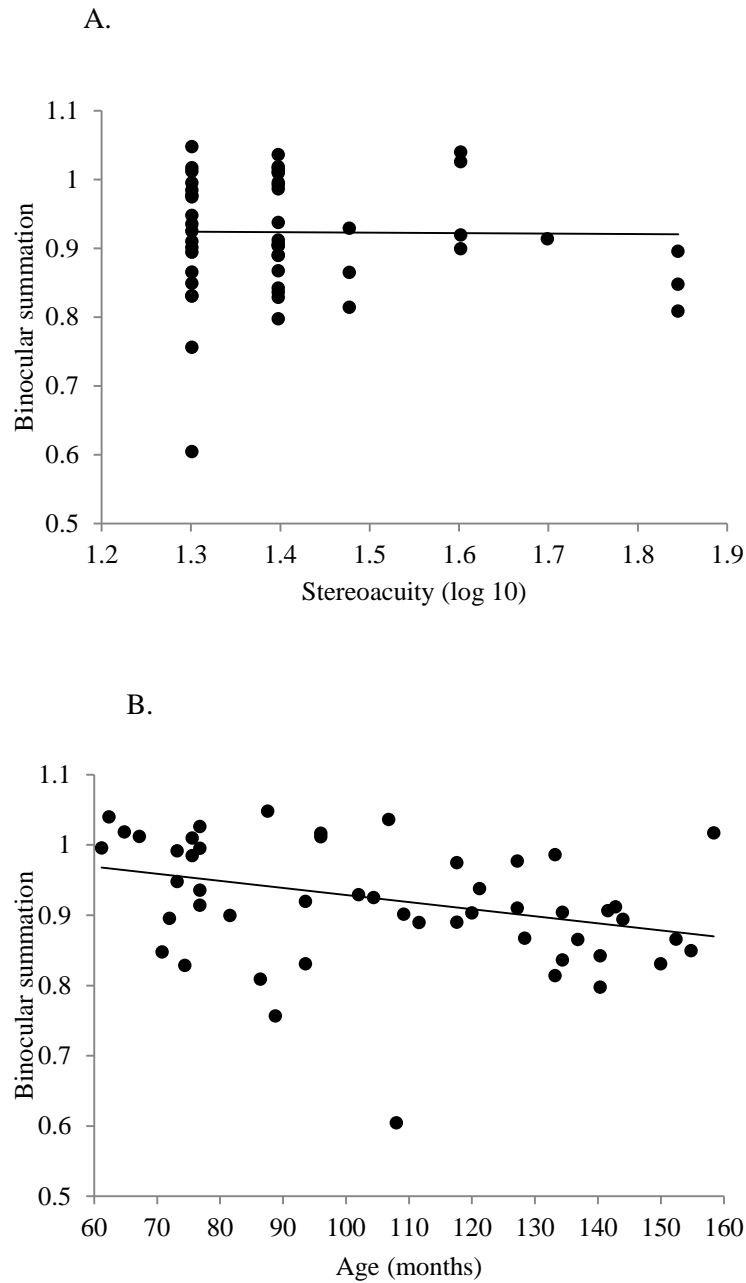 A.
1.1
1
0.9
0.8
0.7
0.6
0.5
Binocular summation
1.2 1.3 1.4 1.5 1.6 1.7 1.8 1.9
Stereoacuity (log 10)
B.
1.1
1
0.9
0.8
0.7
0.6
0.5
Binocular summation
60 70 80 90 100 110 120 130 140 150 160
Age (months)